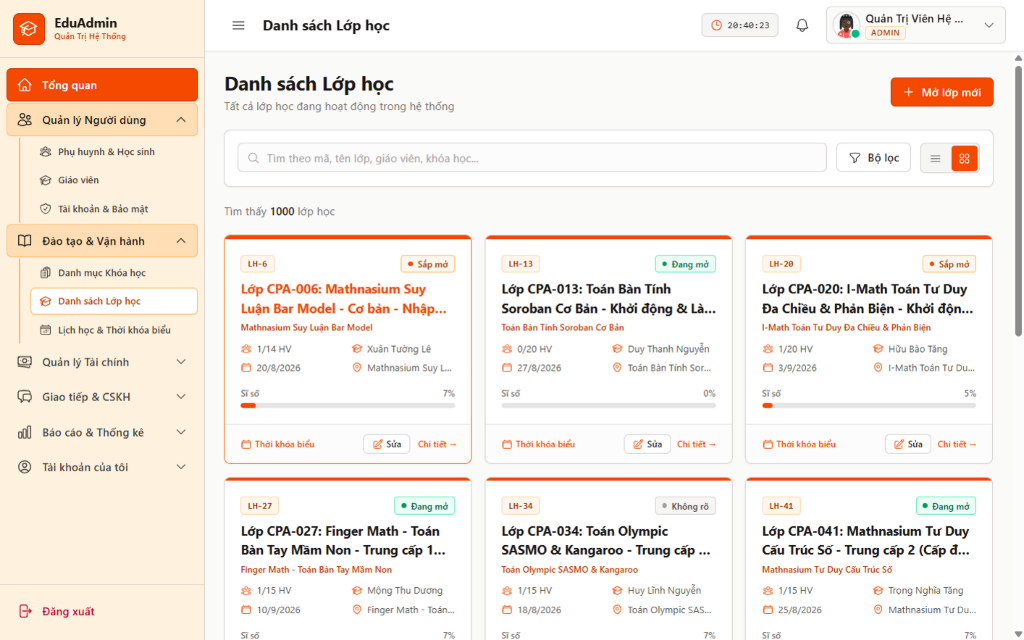 EduAdmin
Quản Trị Hệ Thống
Danh sách Lớp học
20:40:23
Quản Trị Viên Hệ ...
ADMIN
Tổng quan
Quản lý Người dùng
Phụ huynh & Học sinh
Giáo viên
Tài khoản & Bảo mật
Đào tạo & Vận hành
Danh mục Khóa học
Danh sách Lớp học
Lịch học & Thời khóa biểu
Quản lý Tài chính
Giao tiếp & CSKH
Báo cáo & Thống kê
Tài khoản của tôi
Đăng xuất
Danh sách Lớp học
Tất cả lớp học đang hoạt động trong hệ thống
Mở lớp mới
Tìm theo mã, tên lớp, giáo viên, khóa học...
Bộ lọc
Tìm thấy 1000 lớp học
LH-6
Sắp mở
Lớp CPA-006: Mathnasium Suy
Luận Bar Model - Cơ bản - Nhập...
Mathnasium Suy Luận Bar Model
1/14 HV
Xuân Tường Lê
20/8/2026
Mathnasium Suy L...
Sĩ số
7%
Thời khóa biểu
Sửa
Chi tiết →
LH-13
Đang mở
Lớp CPA-013: Toán Bàn Tính
Soroban Cơ Bản - Khởi động & Là...
Toán Bàn Tính Soroban Cơ Bản
0/20 HV
Duy Thanh Nguyễn
27/8/2026
Toán Bàn Tính Sor...
Sĩ số
0%
Thời khóa biểu
Sửa
Chi tiết →
LH-20
Sắp mở
Lớp CPA-020: I-Math Toán Tư Duy
Đa Chiều & Phản Biện - Khởi độn...
I-Math Toán Tư Duy Đa Chiều & Phản Biện
1/20 HV
Hữu Bảo Tăng
3/9/2026
I-Math Toán Tư Du...
Sĩ số
5%
Thời khóa biểu
Sửa
Chi tiết →
LH-27
Đang mở
Lớp CPA-027: Finger Math - Toán
Bàn Tay Mầm Non - Trung cấp 1...
Finger Math - Toán Bàn Tay Mầm Non
1/15 HV
Mộng Thu Dương
10/9/2026
Finger Math - Toán...
Sĩ số
7%
LH-34
Không rõ
Lớp CPA-034: Toán Olympic
SASMO & Kangaroo - Trung cấp ...
Toán Olympic SASMO & Kangaroo
1/15 HV
Huy Lĩnh Nguyễn
18/8/2026
Toán Olympic SAS...
Sĩ số
7%
LH-41
Đang mở
Lớp CPA-041: Mathnasium Tư Duy
Cấu Trúc Số - Trung cấp 2 (Cấp đ...
Mathnasium Tư Duy Cấu Trúc Số
1/15 HV
Trọng Nghĩa Tăng
25/8/2026
Mathnasium Tư Du...
Sĩ số
7%